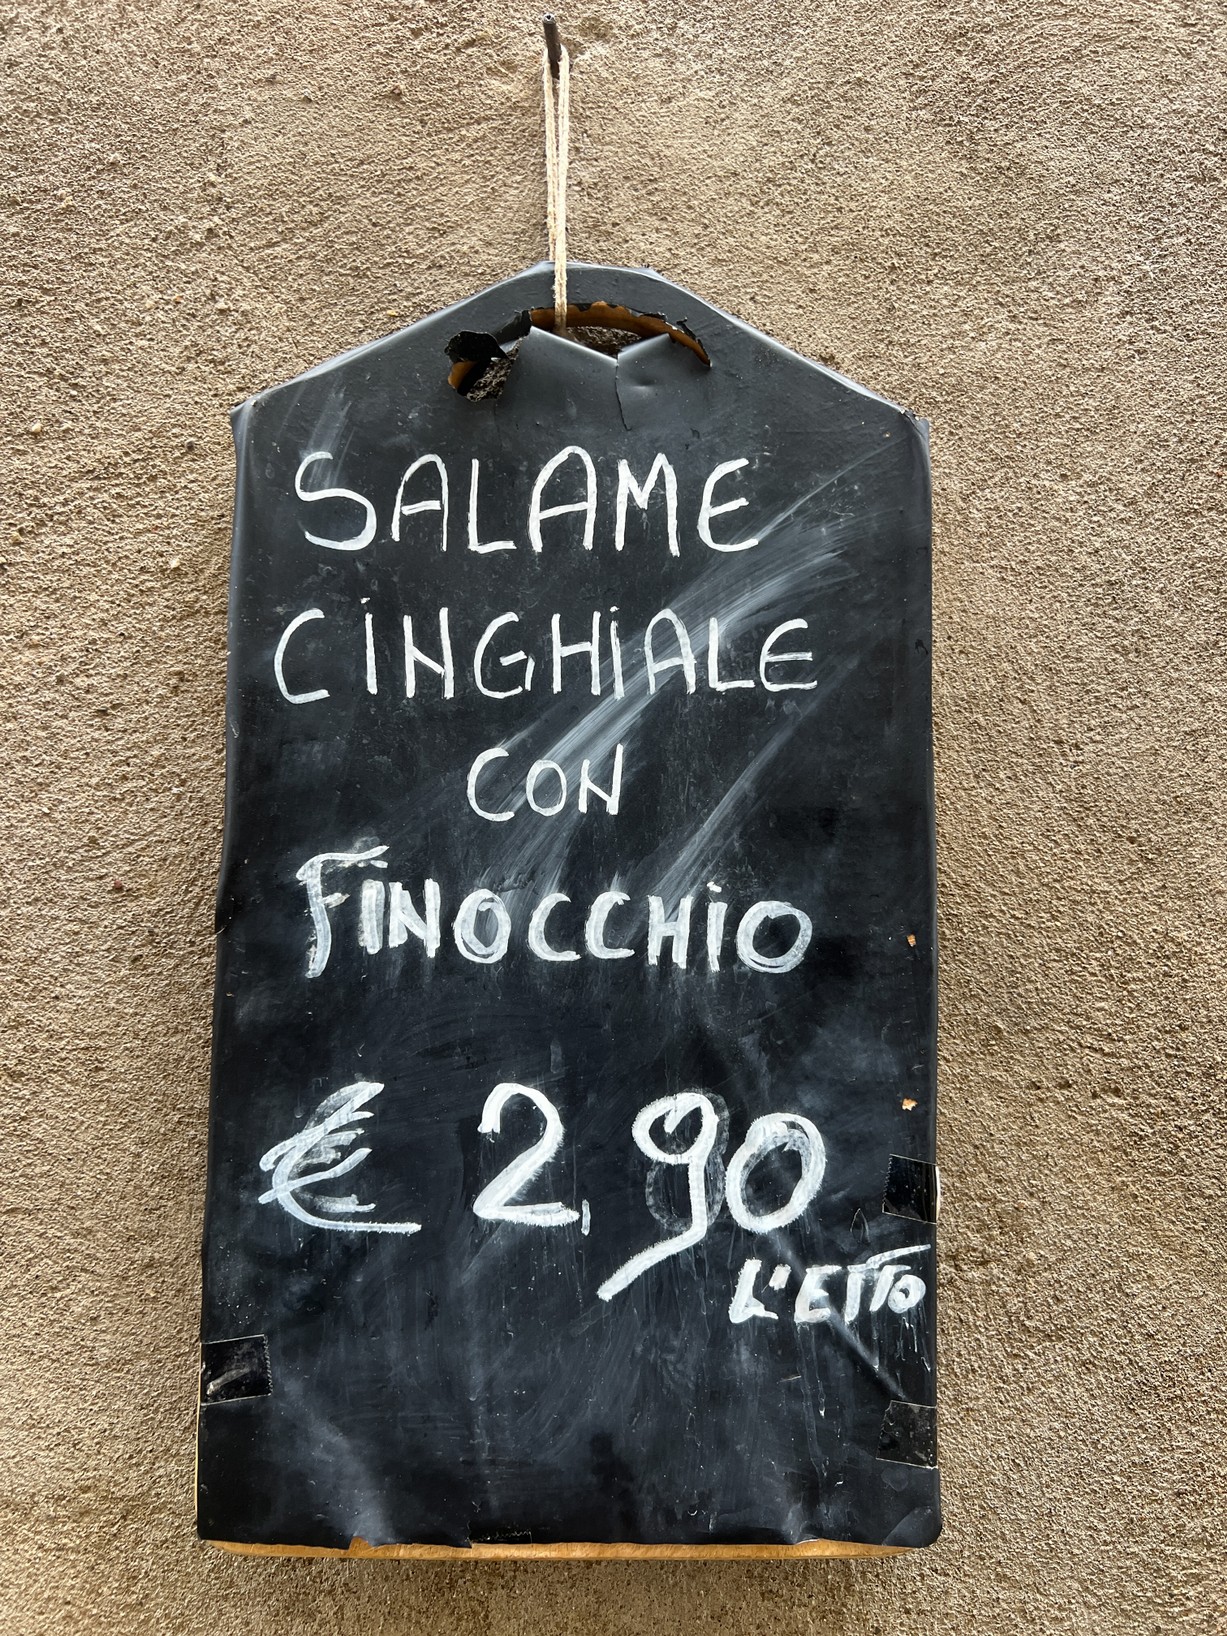 SALAME
CINGHIALE
CON
FINOCCHIO
€ 2,90
L'ETTO